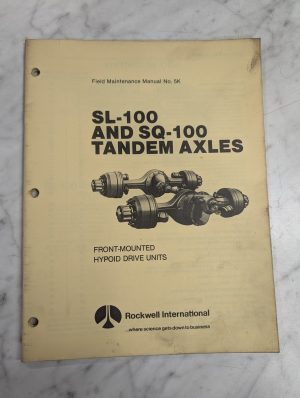 Field Maintenance Manual No. 5K
SL-100
AND SQ-100
TANDEM AXLES
FRONT-MOUNTED
HYPOID DRIVE UNITS
Rockwell International
...where science gets down to business